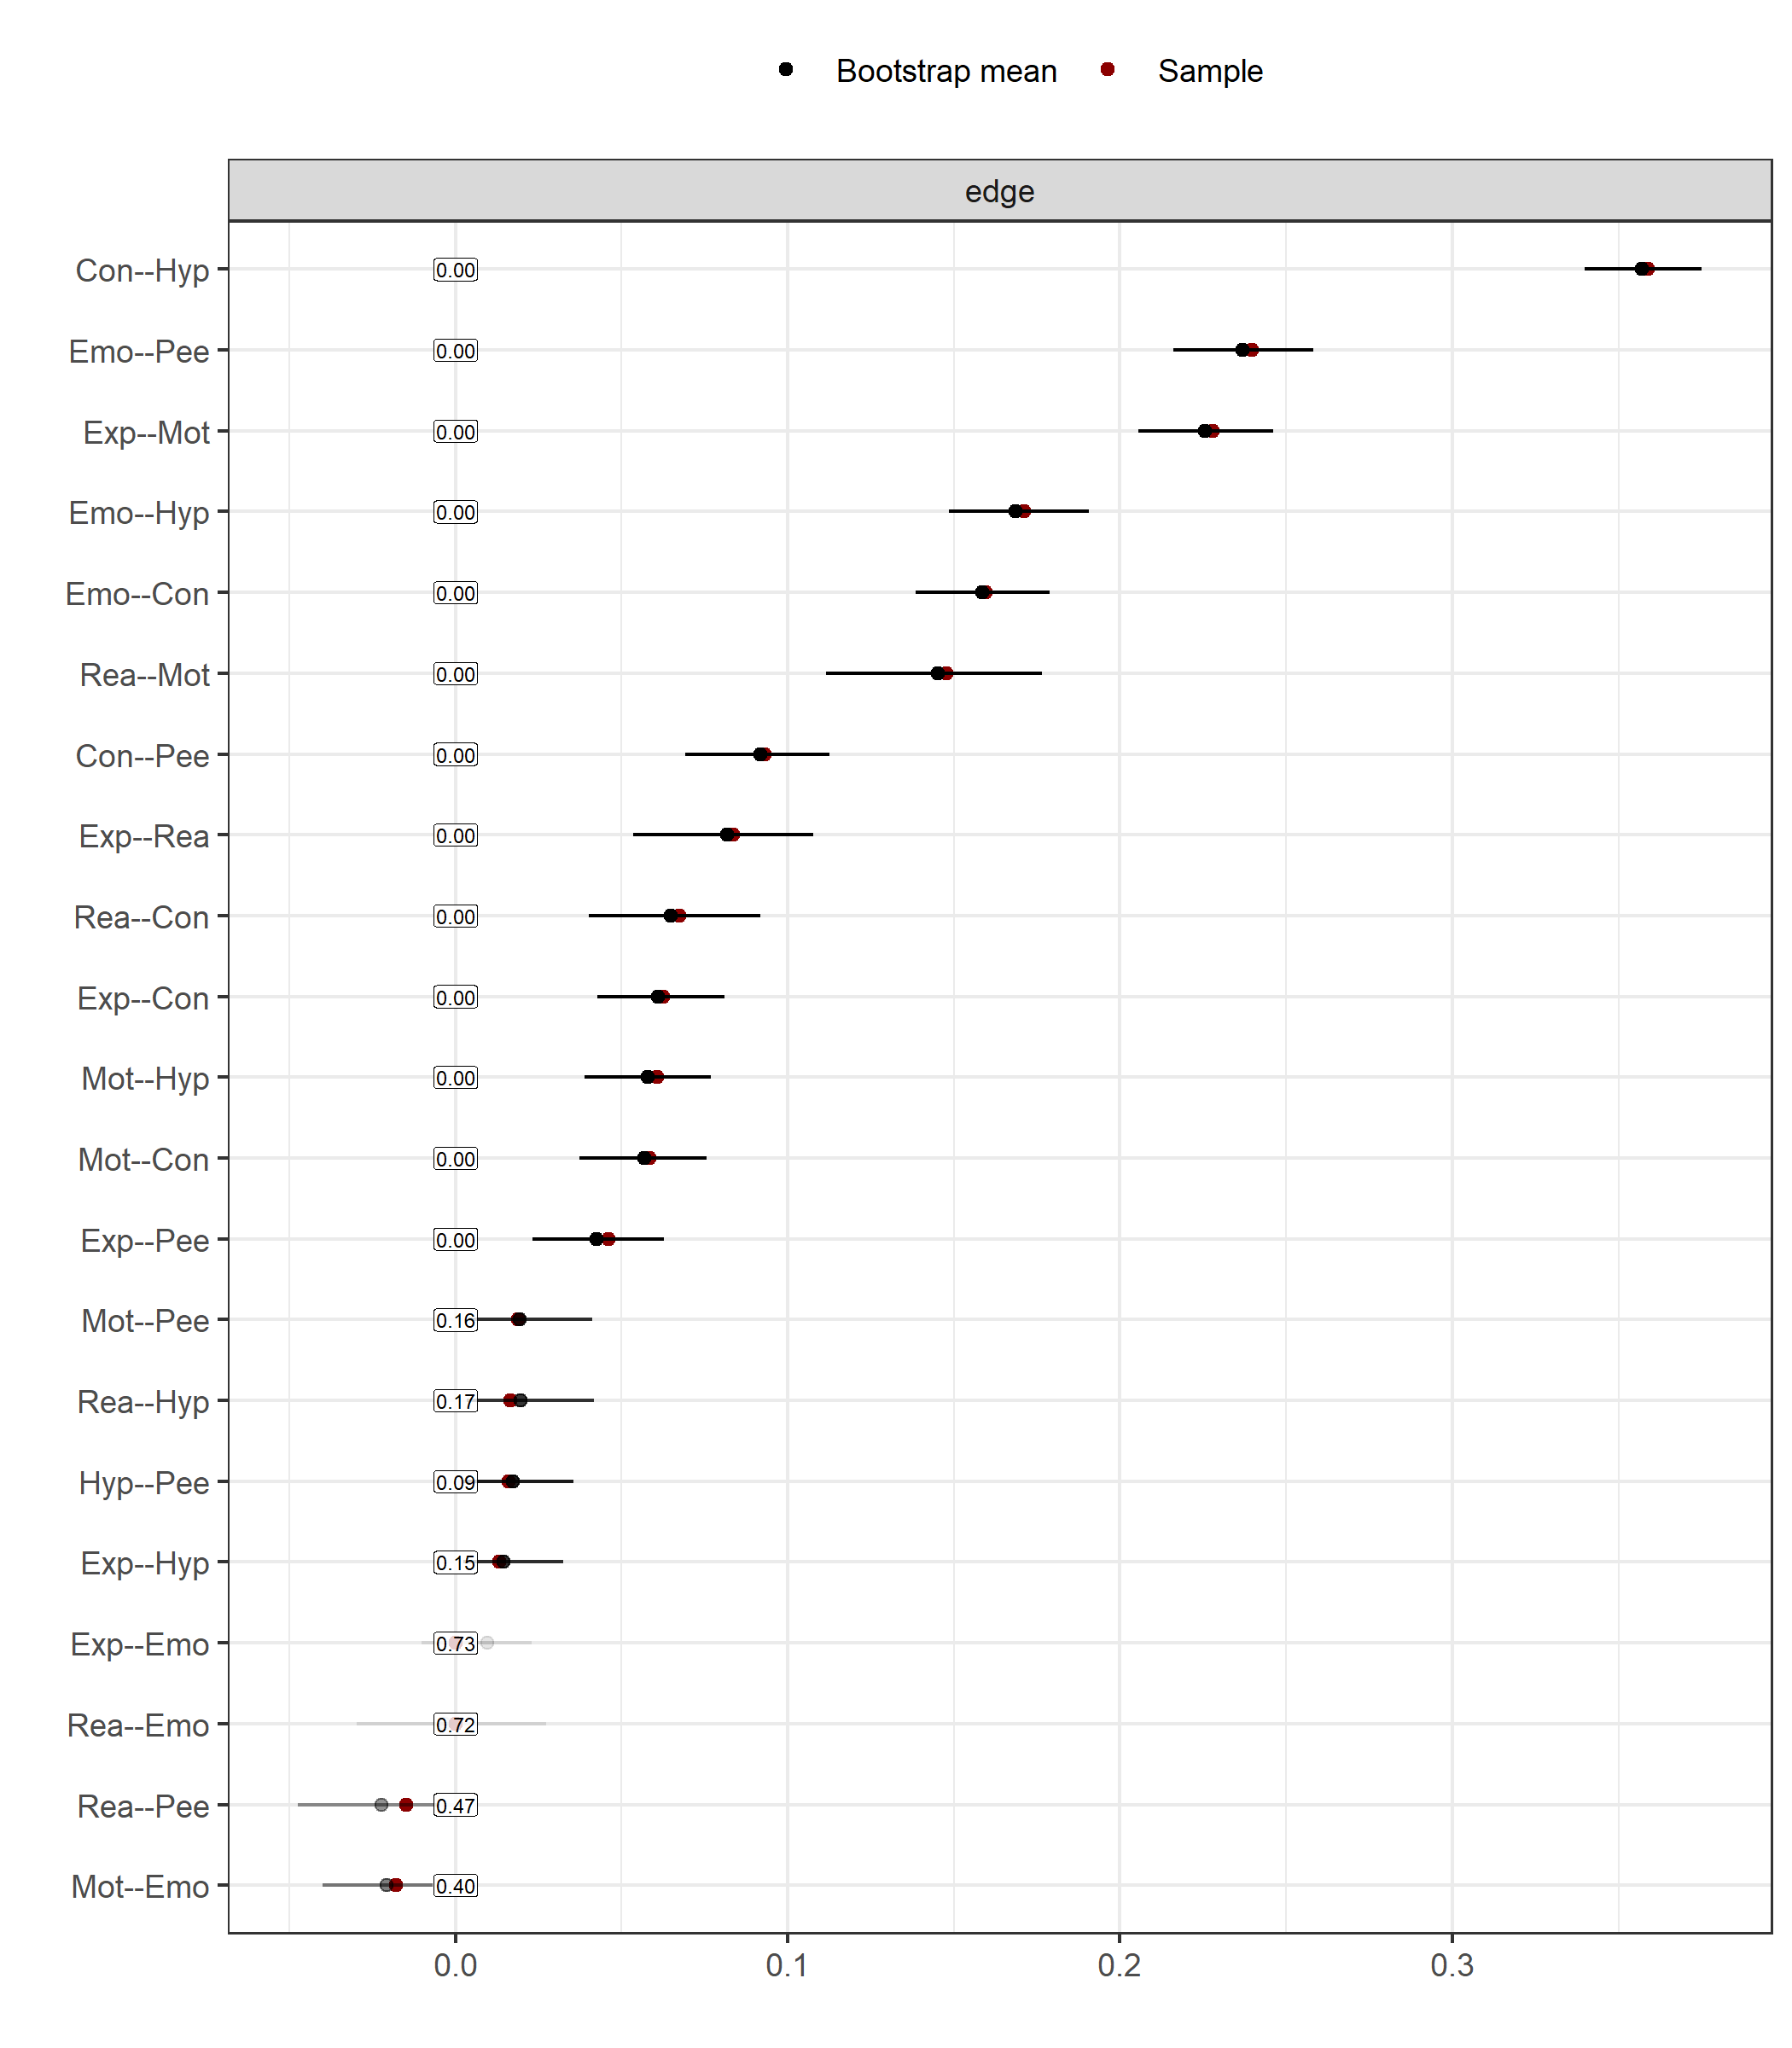 Bootstrap mean Sample
edge
Con--Hyp 0.00
Emo--Pee 0.00
Exp--Mot 0.00
Emo--Hyp 0.00
Emo--Con 0.00
Rea--Mot 0.00
Con--Pee 0.00
Exp--Rea 0.00
Rea--Con 0.00
Exp--Con 0.00
Mot--Hyp 0.00
Mot--Con 0.00
Exp--Pee 0.00
Mot--Pee 0.16
Rea--Hyp 0.17
Hyp--Pee 0.09
Exp--Hyp 0.15
Exp--Emo 0.73
Rea--Emo 0.72
Rea--Pee 0.47
Mot--Emo 0.40
0.0 0.1 0.2 0.3